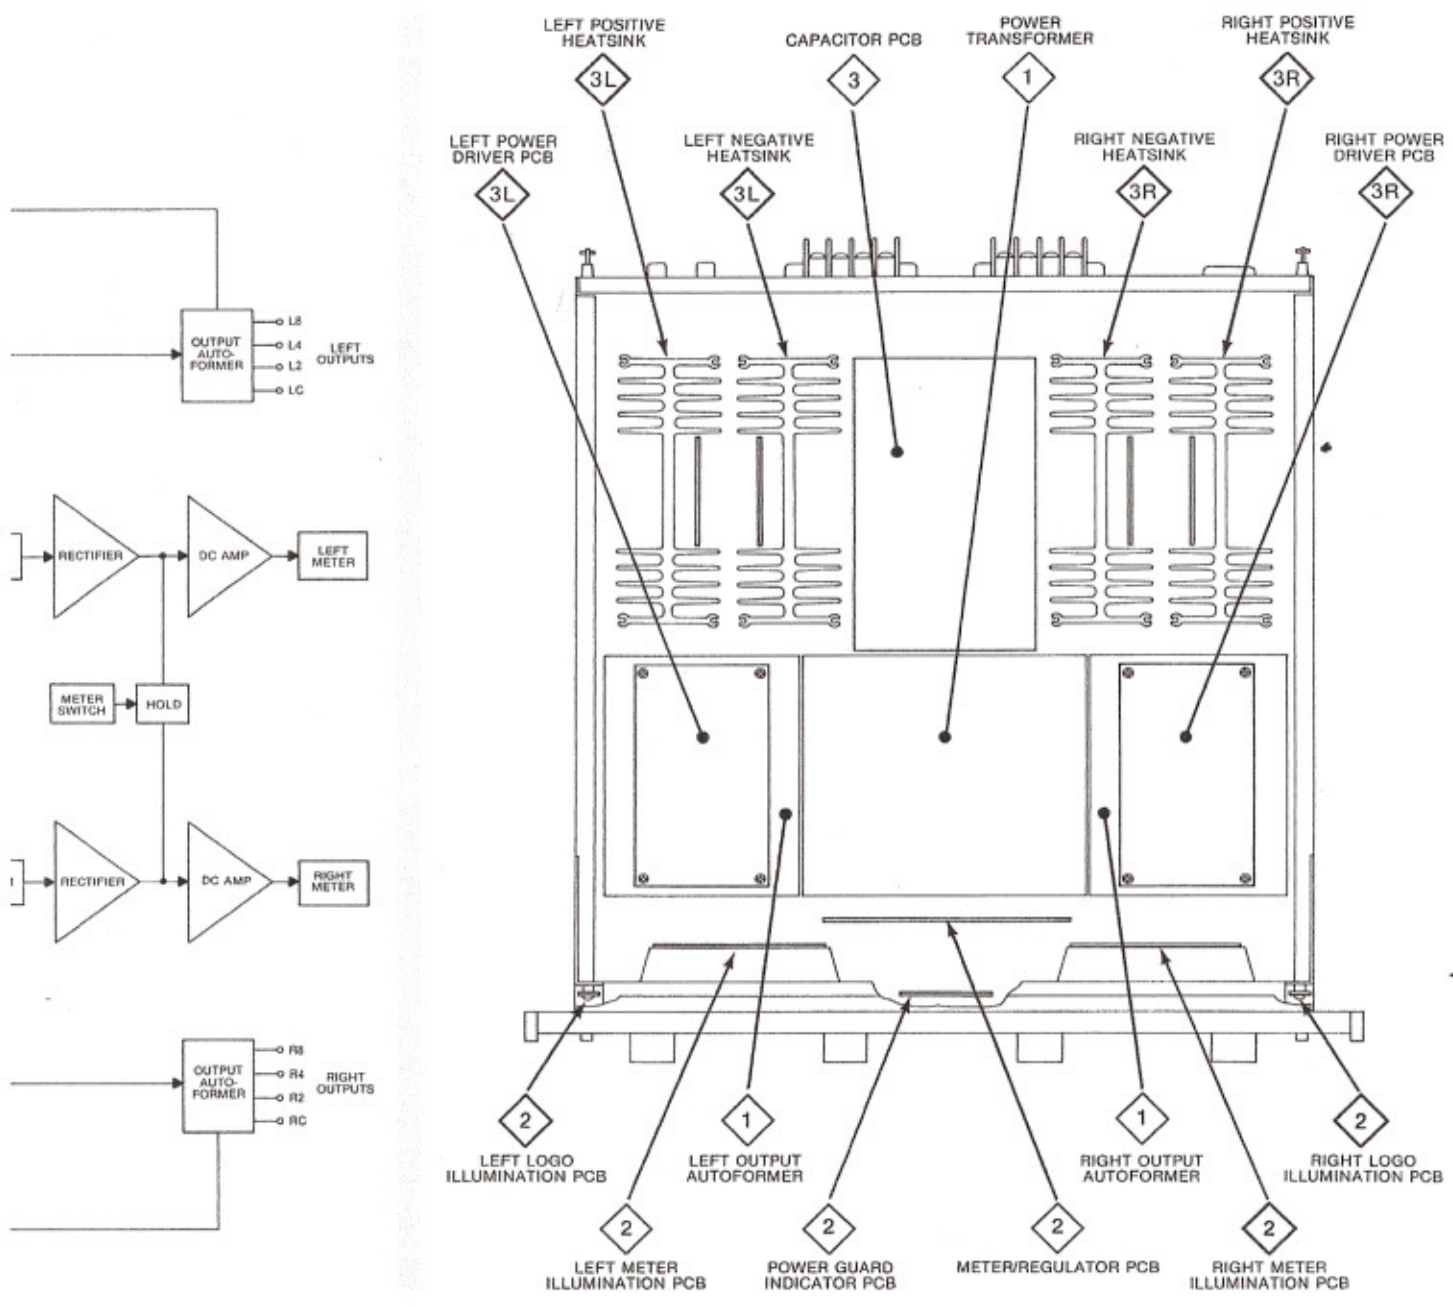 LEFT POSITIVE
HEATSINK
3L
CAPACITOR PCB
3
POWER
TRANSFORMER
1
RIGHT POSITIVE
HEATSINK
3R
LEFT POWER
DRIVER PCB
3L
LEFT NEGATIVE
HEATSINK
3L
RIGHT NEGATIVE
HEATSINK
3R
RIGHT POWER
DRIVER PCB
3R
OUTPUT
AUTO-
FORMER
L8
L4
L2
LC
LEFT
OUTPUTS
RECTIFIER
DC AMP
LEFT
METER
METER
SWITCH
HOLD
RECTIFIER
DC AMP
RIGHT
METER
OUTPUT
AUTO-
FORMER
R8
R4
R2
RC
RIGHT
OUTPUTS
2
LEFT LOGO
ILLUMINATION PCB
1
LEFT OUTPUT
AUTOFORMER
1
RIGHT OUTPUT
AUTOFORMER
2
RIGHT LOGO
ILLUMINATION PCB
2
LEFT METER
ILLUMINATION PCB
2
POWER GUARD
INDICATOR PCB
2
METER/REGULATOR PCB
2
RIGHT METER
ILLUMINATION PCB